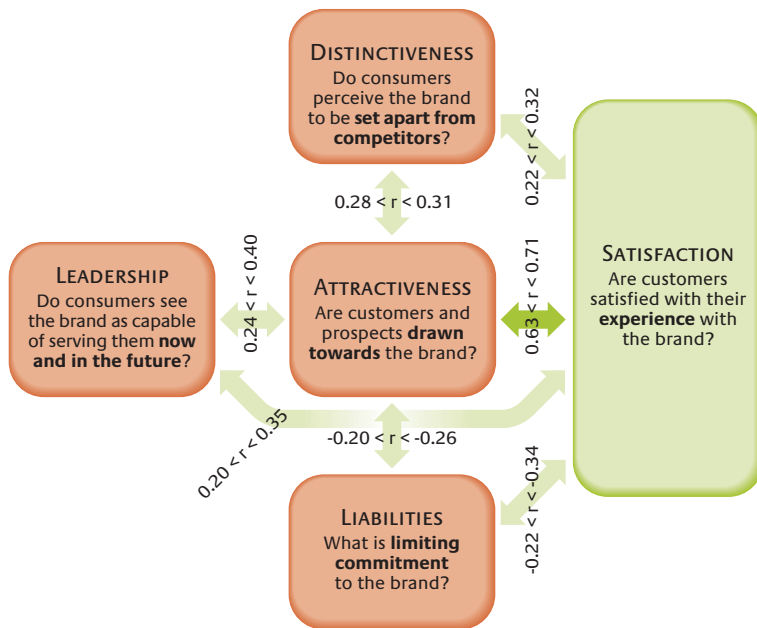 DISTINCTIVENESS
Do consumers
perceive the brand
to be set apart from
competitors?
0.22 < r < 0.32
0.28 < r < 0.31
LEADERSHIP
Do consumers see
the brand as capable
of serving them now
and in the future?
0.24 < r < 0.40
ATTRACTIVENESS
Are customers and
prospects drawn
towards the brand?
0.63 < r < 0.71
SATISFACTION
Are customers
satisfied with their
experience with
the brand?
0.20 < r < 0.35
-0.20 < r < -0.26
-0.22 < r < -0.34
LIABILITIES
What is limiting
commitment
to the brand?